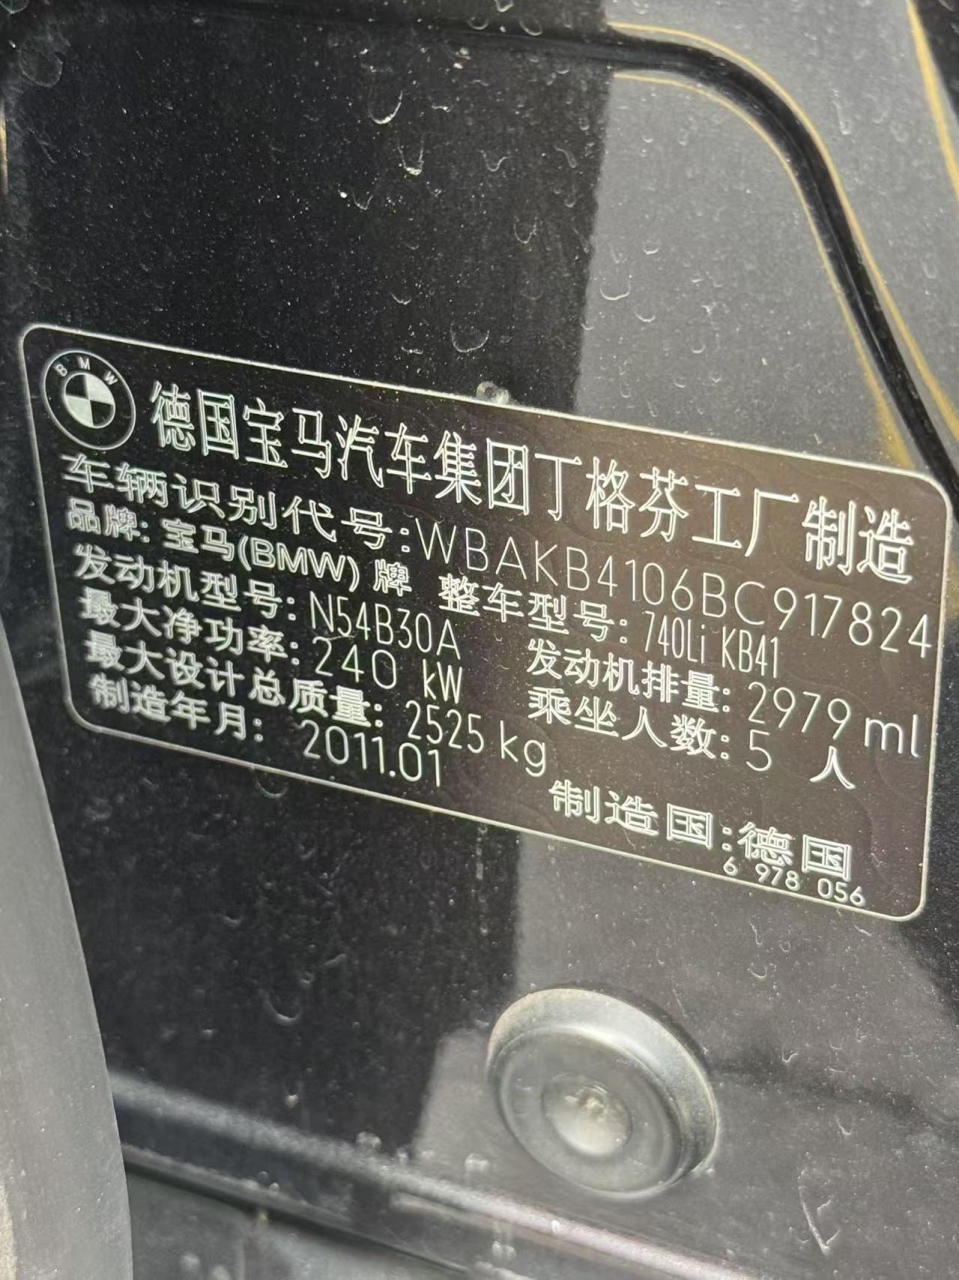 BMW
德国宝马汽车集团丁格芬工厂制造
车辆识别代号:WBAKB4106BC917824
品牌:宝马(BMW)牌 整车型号:740Li KB41
发动机型号:N54B30A 发动机排量:2979ml
最大净功率:240 kW 乘坐人数:5 人
最大设计总质量:2525 kg
制造年月:2011.01 制造国:德国
6 978 056